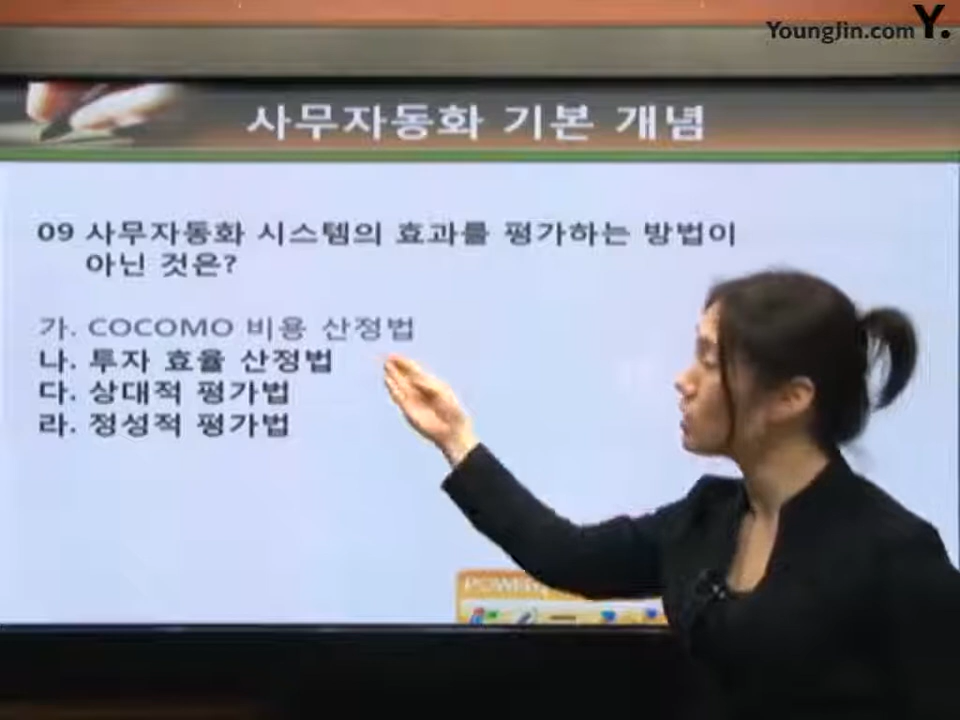 YoungJin.com Y.
사무자동화 기본 개념
09 사무자동화 시스템의 효과를 평가하는 방법이
아닌 것은?
가. COCOMO 비용 산정법
나. 투자 효율 산정법
다. 상대적 평가법
라. 정성적 평가법